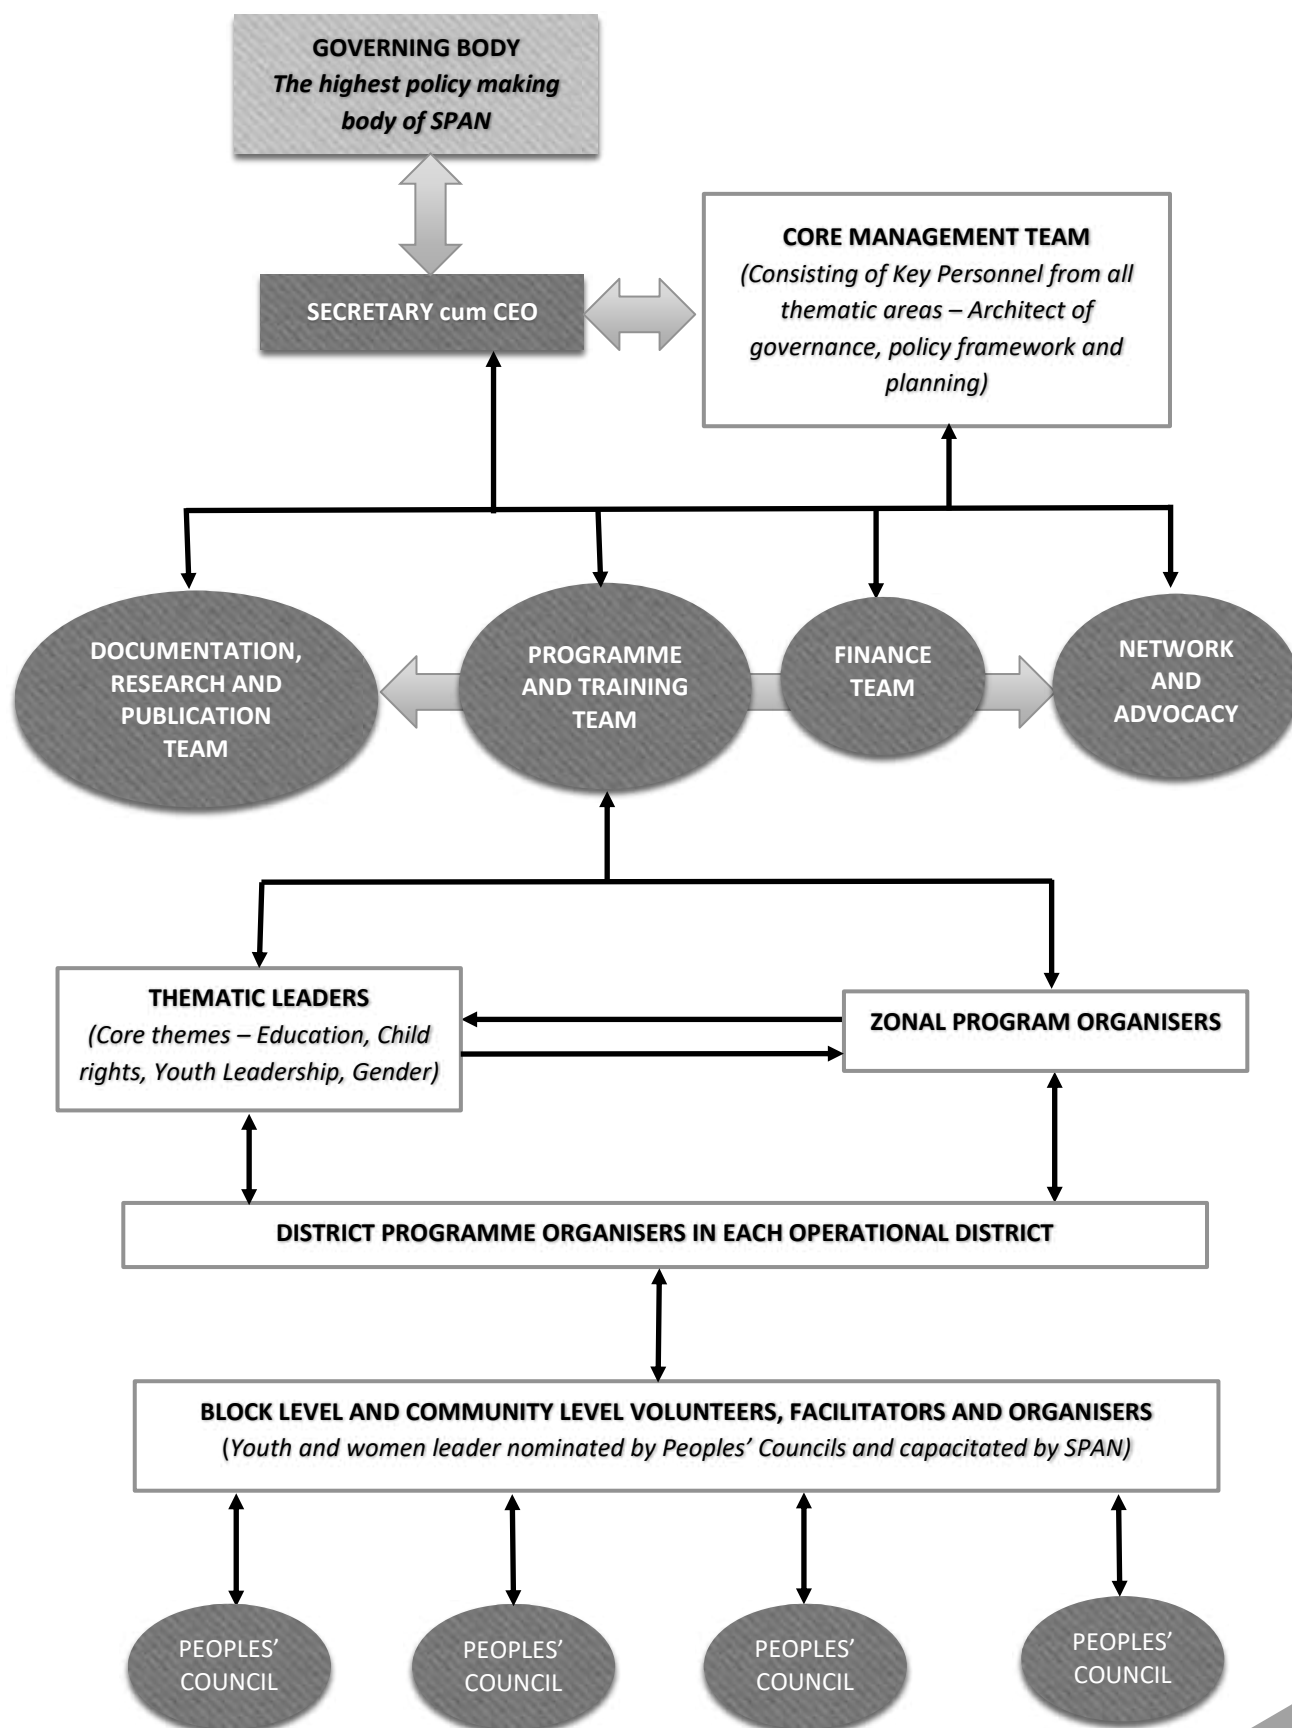 GOVERNING BODY
The highest policy making
body of SPAN
SECRETARY cum CEO
CORE MANAGEMENT TEAM
(Consisting of Key Personnel from all
thematic areas – Architect of
governance, policy framework and
planning)
DOCUMENTATION,
RESEARCH AND
PUBLICATION
TEAM
PROGRAMME
AND TRAINING
TEAM
FINANCE
TEAM
NETWORK
AND
ADVOCACY
THEMATIC LEADERS
(Core themes – Education, Child
rights, Youth Leadership, Gender)
ZONAL PROGRAM ORGANISERS
DISTRICT PROGRAMME ORGANISERS IN EACH OPERATIONAL DISTRICT
BLOCK LEVEL AND COMMUNITY LEVEL VOLUNTEERS, FACILITATORS AND ORGANISERS
(Youth and women leader nominated by Peoples’ Councils and capacitated by SPAN)
PEOPLES’
COUNCIL
PEOPLES’
COUNCIL
PEOPLES’
COUNCIL
PEOPLES’
COUNCIL